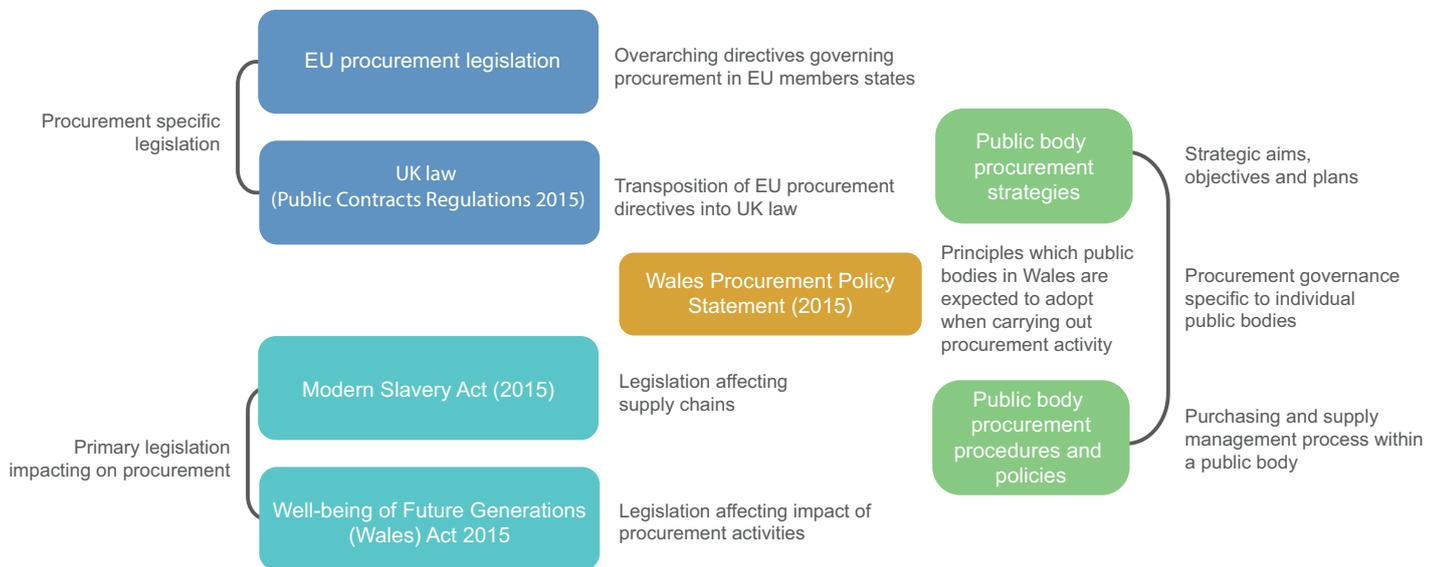 EU procurement legislation
Overarching directives governing
procurement in EU members states
Procurement specific
legislation
UK law
(Public Contracts Regulations 2015)
Transposition of EU procurement
directives into UK law
Public body
procurement
strategies
Strategic aims,
objectives and plans
Wales Procurement Policy
Statement (2015)
Principles which public
bodies in Wales are
expected to adopt
when carrying out
procurement activity
Procurement governance
specific to individual
public bodies
Modern Slavery Act (2015)
Legislation affecting
supply chains
Primary legislation
impacting on procurement
Well-being of Future Generations
(Wales) Act 2015
Legislation affecting impact of
procurement activities
Public body
procurement
procedures and
policies
Purchasing and supply
management process within
a public body